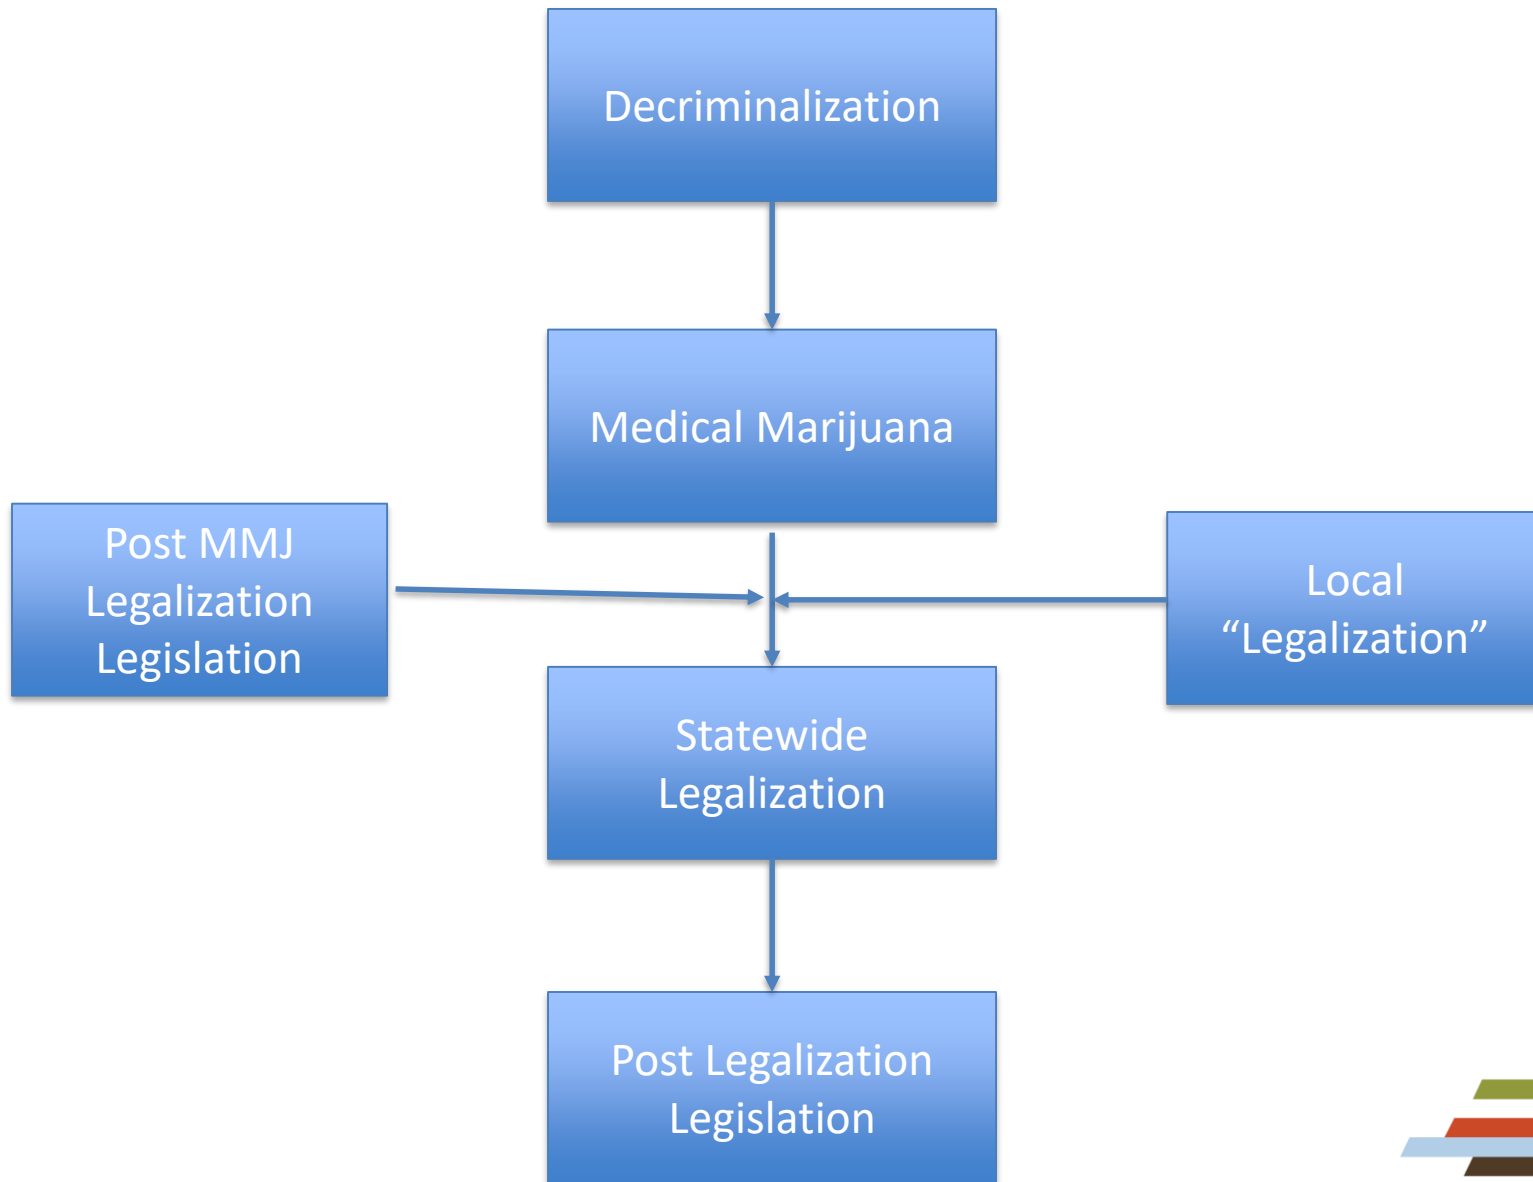 Decriminalization
Medical Marijuana
Post MMJ
Legalization
Legislation
Local
“Legalization”
Statewide
Legalization
Post Legalization
Legislation